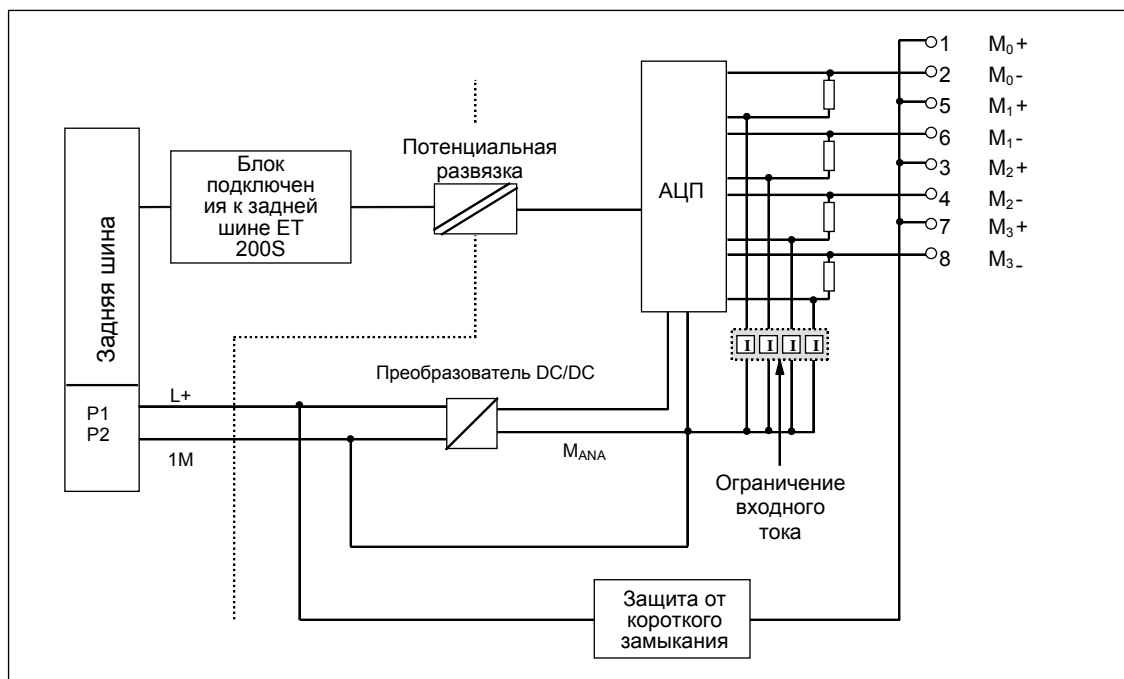 1 M₀+
2 M₀-
5 M₁+
6 M₁-
3 M₂+
4 M₂-
7 M₃+
8 M₃-
Потенциальная
развязка
АЦП
Блок
подключен
ия к задней
шине ET
200S
Задняя шина
I I I I
Преобразователь DC/DC
L+
P1
P2
1M
M_ANA
Ограничение
входного
тока
Защита от
короткого
замыкания